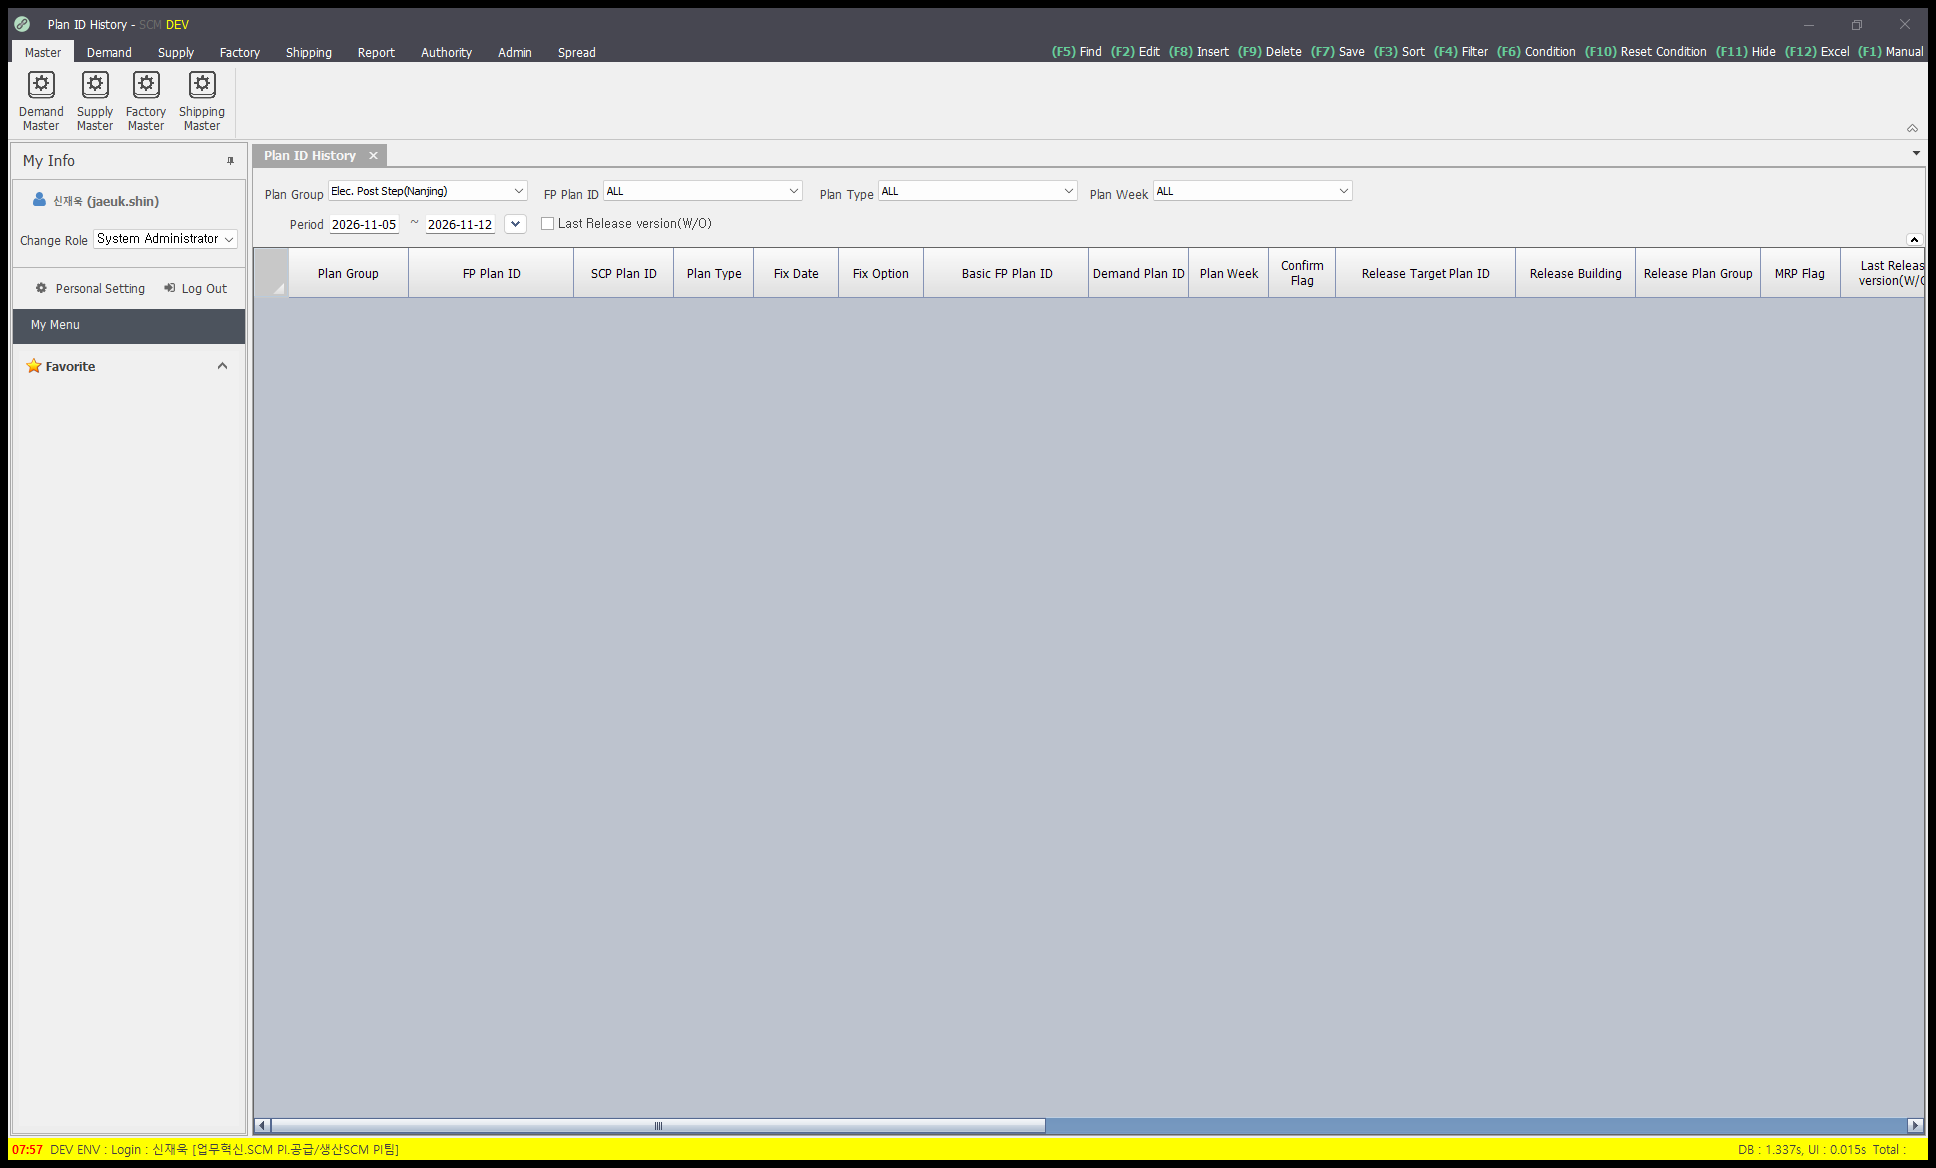 Plan ID History - SCM DEV
Master Demand Supply Factory Shipping Report Authority Admin Spread (F5) Find (F2) Edit (F8) Insert (F9) Delete (F7) Save (F3) Sort (F4) Filter (F6) Condition (F10) Reset Condition (F11) Hide (F12) Excel (F1) Manual
Demand Master
Supply Master
Factory Master
Shipping Master
My Info
신재욱 (jaeuk.shin)
Change Role System Administrator
Personal Setting Log Out
My Menu
Favorite
Plan ID History
Plan Group Elec. Post Step(Nanjing) FP Plan ID ALL Plan Type ALL Plan Week ALL
Period 2026-11-05 ~ 2026-11-12 Last Release version(W/O)
Plan Group FP Plan ID SCP Plan ID Plan Type Fix Date Fix Option Basic FP Plan ID Demand Plan ID Plan Week Confirm Flag Release Target Plan ID Release Building Release Plan Group MRP Flag Last Releas version(W/O
07:57 DEV ENV : Login : 신재욱 [업무혁신.SCM PI.공급/생산SCM PI팀] DB : 1.337s, UI : 0.015s Total :